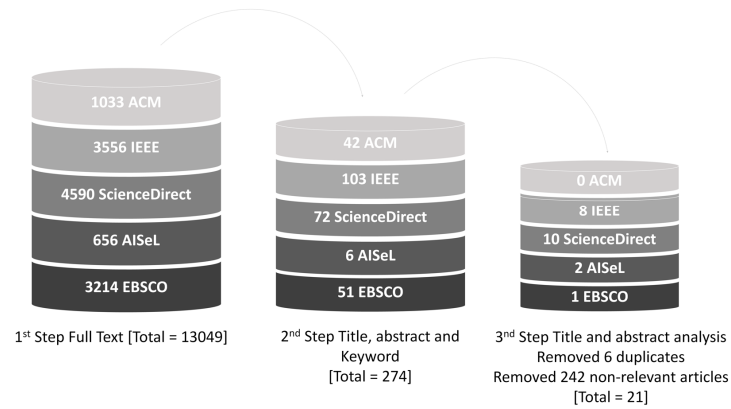 1033 ACM
3556 IEEE
4590 ScienceDirect
656 AISeL
3214 EBSCO
1st Step Full Text [Total = 13049]
42 ACM
103 IEEE
72 ScienceDirect
6 AISeL
51 EBSCO
2nd Step Title, abstract and
Keyword
[Total = 274]
0 ACM
8 IEEE
10 ScienceDirect
2 AISeL
1 EBSCO
3nd Step Title and abstract analysis
Removed 6 duplicates
Removed 242 non-relevant articles
[Total = 21]